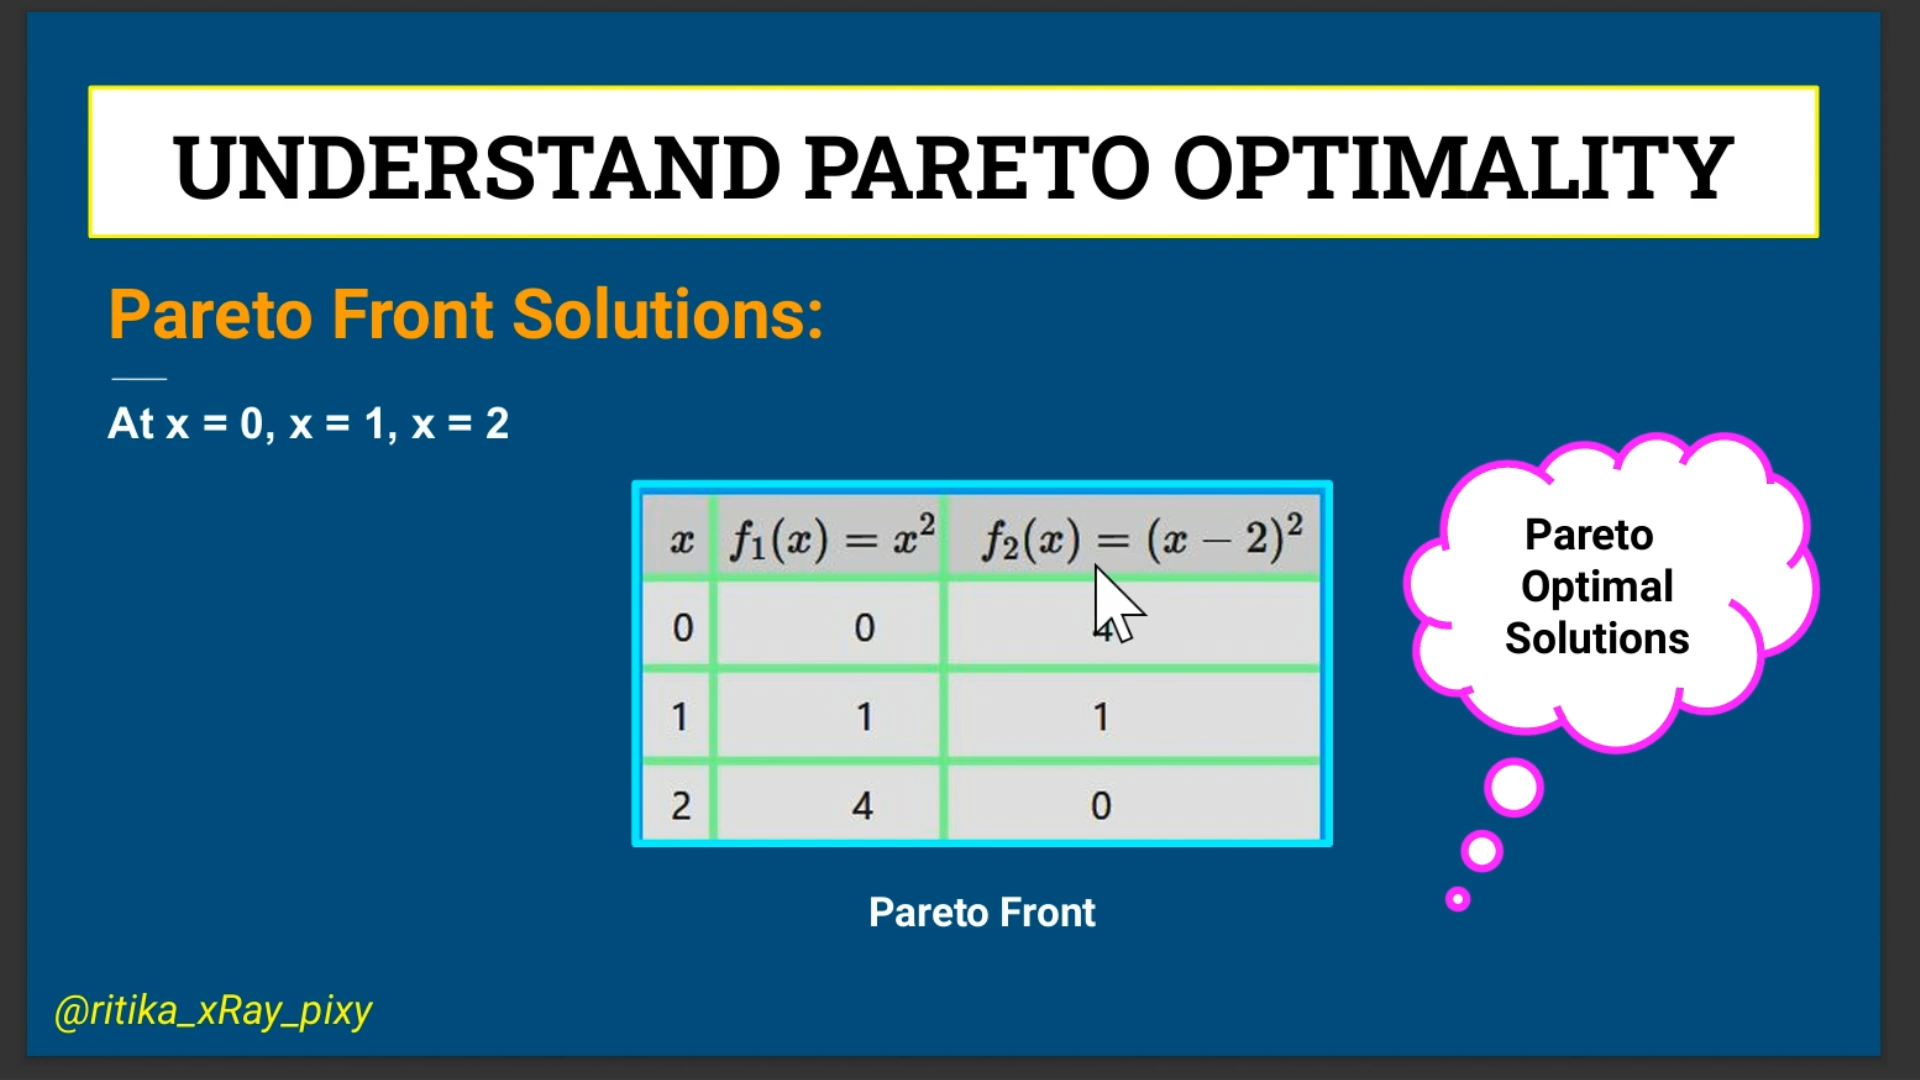 UNDERSTAND PARETO OPTIMALITY
Pareto Front Solutions:
At x = 0, x = 1, x = 2
x f₁(x) = x² f₂(x) = (x − 2)²
0 0 4
1 1 1
2 4 0
Pareto Front
Pareto
Optimal
Solutions
@ritika_xRay_pixy